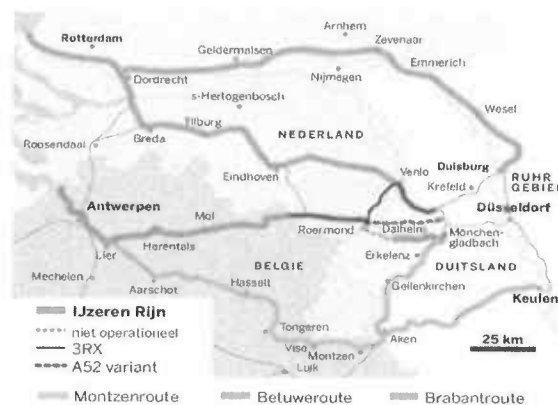 Arnhem
Rotterdam
Zevenaar
Geldermalsen
Emmerich
Dordrecht
Nijmegen
s-Hertogenbosch
Wesel
Tilburg
Roosendaal
Breda
NEDERLAND
Eindhoven
Venlo
Duisburg
Krefeld
RUHR
GEBIED
Antwerpen
Mol
Düsseldorf
Roermond
Dalheim
Mönchen-
gladbach
Lier
Herentals
Erkelenz
BELGIE
DUITSLAND
Mechelen
Aarschot
Hasselt
Geilenkirchen
Keulen
IJzeren Rijn
niet operationeel
Tongeren
Aken
25 km
3RX
Visé
Montzen
A52 variant
Luik
Montzenroute
Betuweroute
Brabantroute